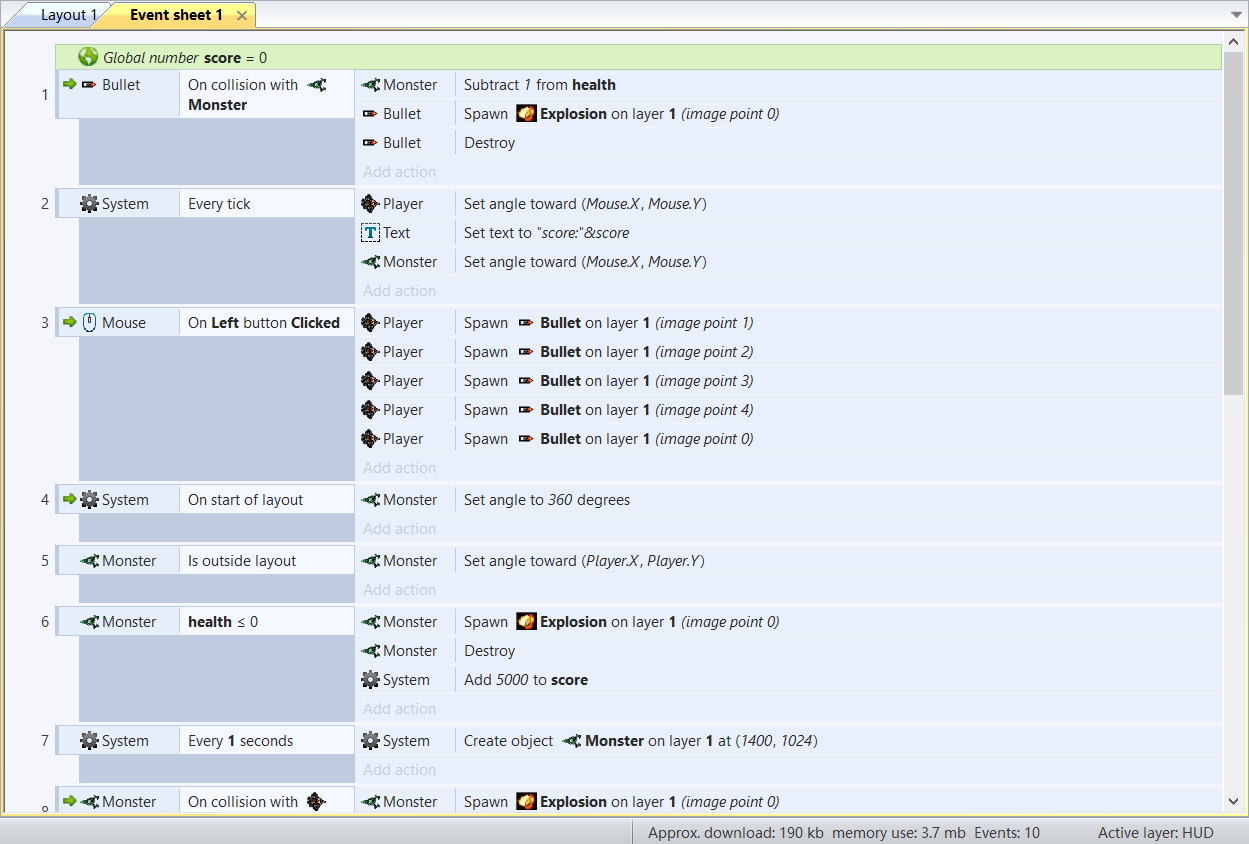 Layout 1 Event sheet 1
Global number score = 0
1 Bullet On collision with Monster Monster Subtract 1 from health
Bullet Spawn Explosion on layer 1 (image point 0)
Bullet Destroy
Add action
2 System Every tick Player Set angle toward (Mouse.X, Mouse.Y)
Text Set text to "score:"&score
Monster Set angle toward (Mouse.X, Mouse.Y)
Add action
3 Mouse On Left button Clicked Player Spawn Bullet on layer 1 (image point 1)
Player Spawn Bullet on layer 1 (image point 2)
Player Spawn Bullet on layer 1 (image point 3)
Player Spawn Bullet on layer 1 (image point 4)
Player Spawn Bullet on layer 1 (image point 0)
Add action
4 System On start of layout Monster Set angle to 360 degrees
Add action
5 Monster Is outside layout Monster Set angle toward (Player.X, Player.Y)
Add action
6 Monster health ≤ 0 Monster Spawn Explosion on layer 1 (image point 0)
Monster Destroy
System Add 5000 to score
Add action
7 System Every 1 seconds System Create object Monster on layer 1 at (1400, 1024)
Add action
8 Monster On collision with Monster Spawn Explosion on layer 1 (image point 0)
Approx. download: 190 kb memory use: 3.7 mb Events: 10 Active layer: HUD